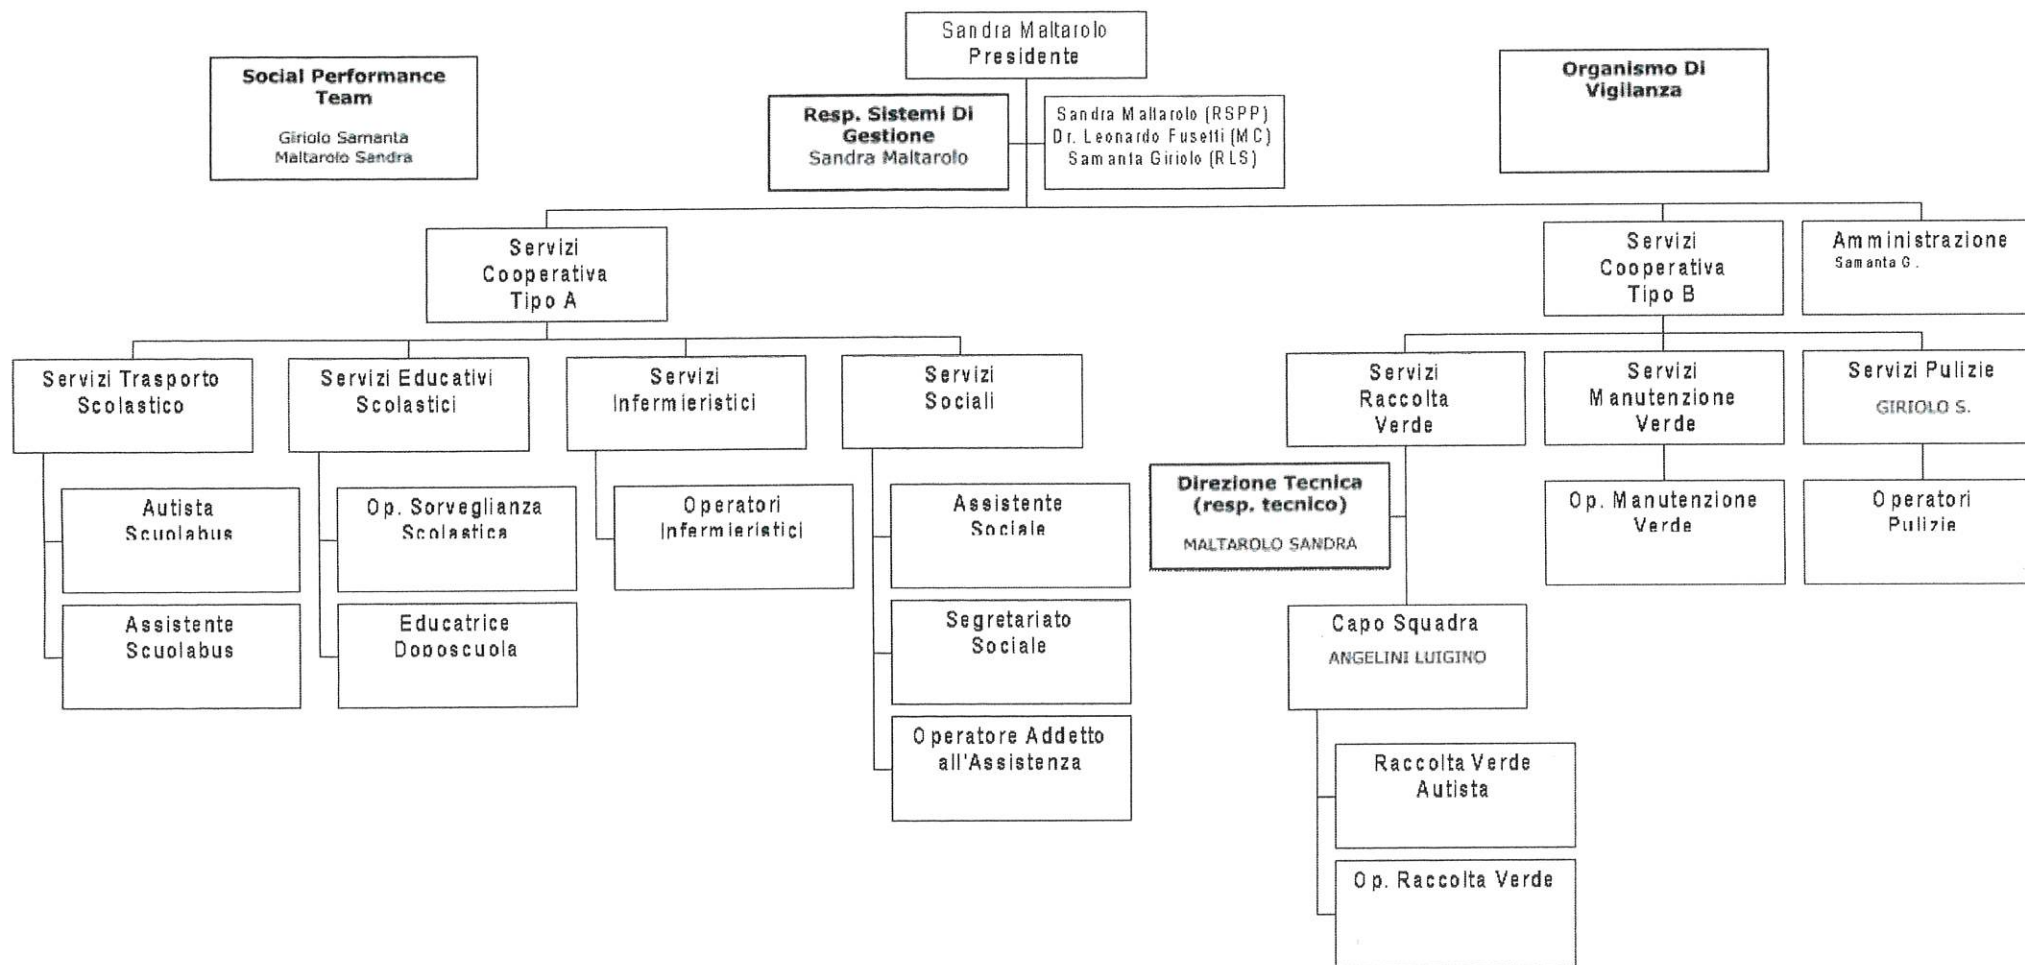 Sandra Maltarolo
Presidente
Social Performance
Team
Giriolo Samanta
Maltarolo Sandra
Resp. Sistemi Di
Gestione
Sandra Maltarolo
Sandra Maltarolo (RSPP)
Dr. Leonardo Fusetti (MC)
Samanta Giriolo (RLS)
Organismo Di
Vigilanza
Servizi
Cooperativa
Tipo A
Servizi
Cooperativa
Tipo B
Amministrazione
Samanta G.
Servizi Trasporto
Scolastico
Servizi Educativi
Scolastici
Servizi
Infermieristici
Servizi
Sociali
Servizi
Raccolta
Verde
Servizi
Manutenzione
Verde
Servizi Pulizie
GIRIOLO S.
Autista
Scuolabus
Op. Sorveglianza
Scolastica
Operatori
Infermieristici
Assistente
Sociale
Direzione Tecnica
(resp. tecnico)
MALTAROLO SANDRA
Op. Manutenzione
Verde
Operatori
Pulizie
Assistente
Scuolabus
Educatrice
Doposcuola
Segretariato
Sociale
Capo Squadra
ANGELINI LUIGINO
Operatore Addetto
all'Assistenza
Raccolta Verde
Autista
Op. Raccolta Verde